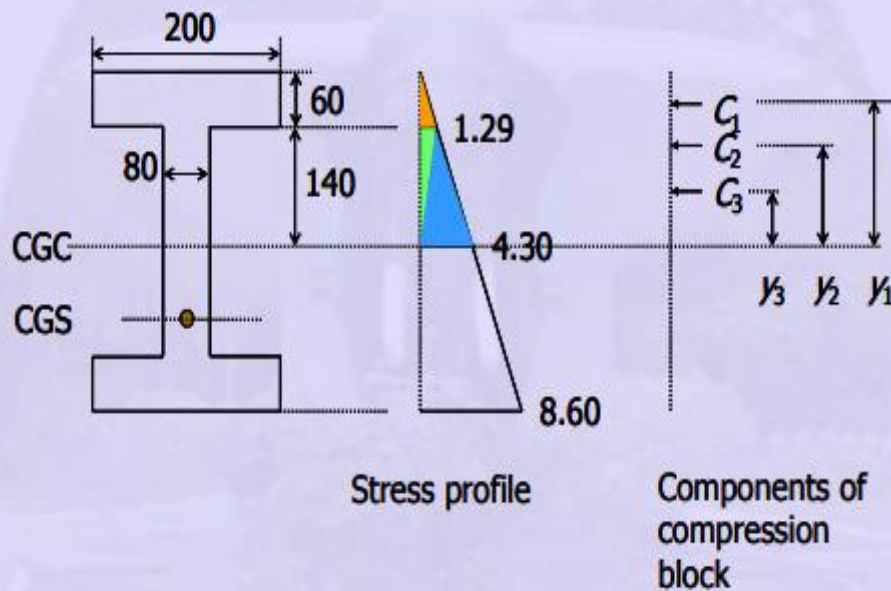 200
60
1.29
C₁
80
140
C₂
C₃
CGC
4.30
y₃ y₂ y₁
CGS
8.60
Stress profile
Components of
compression
block